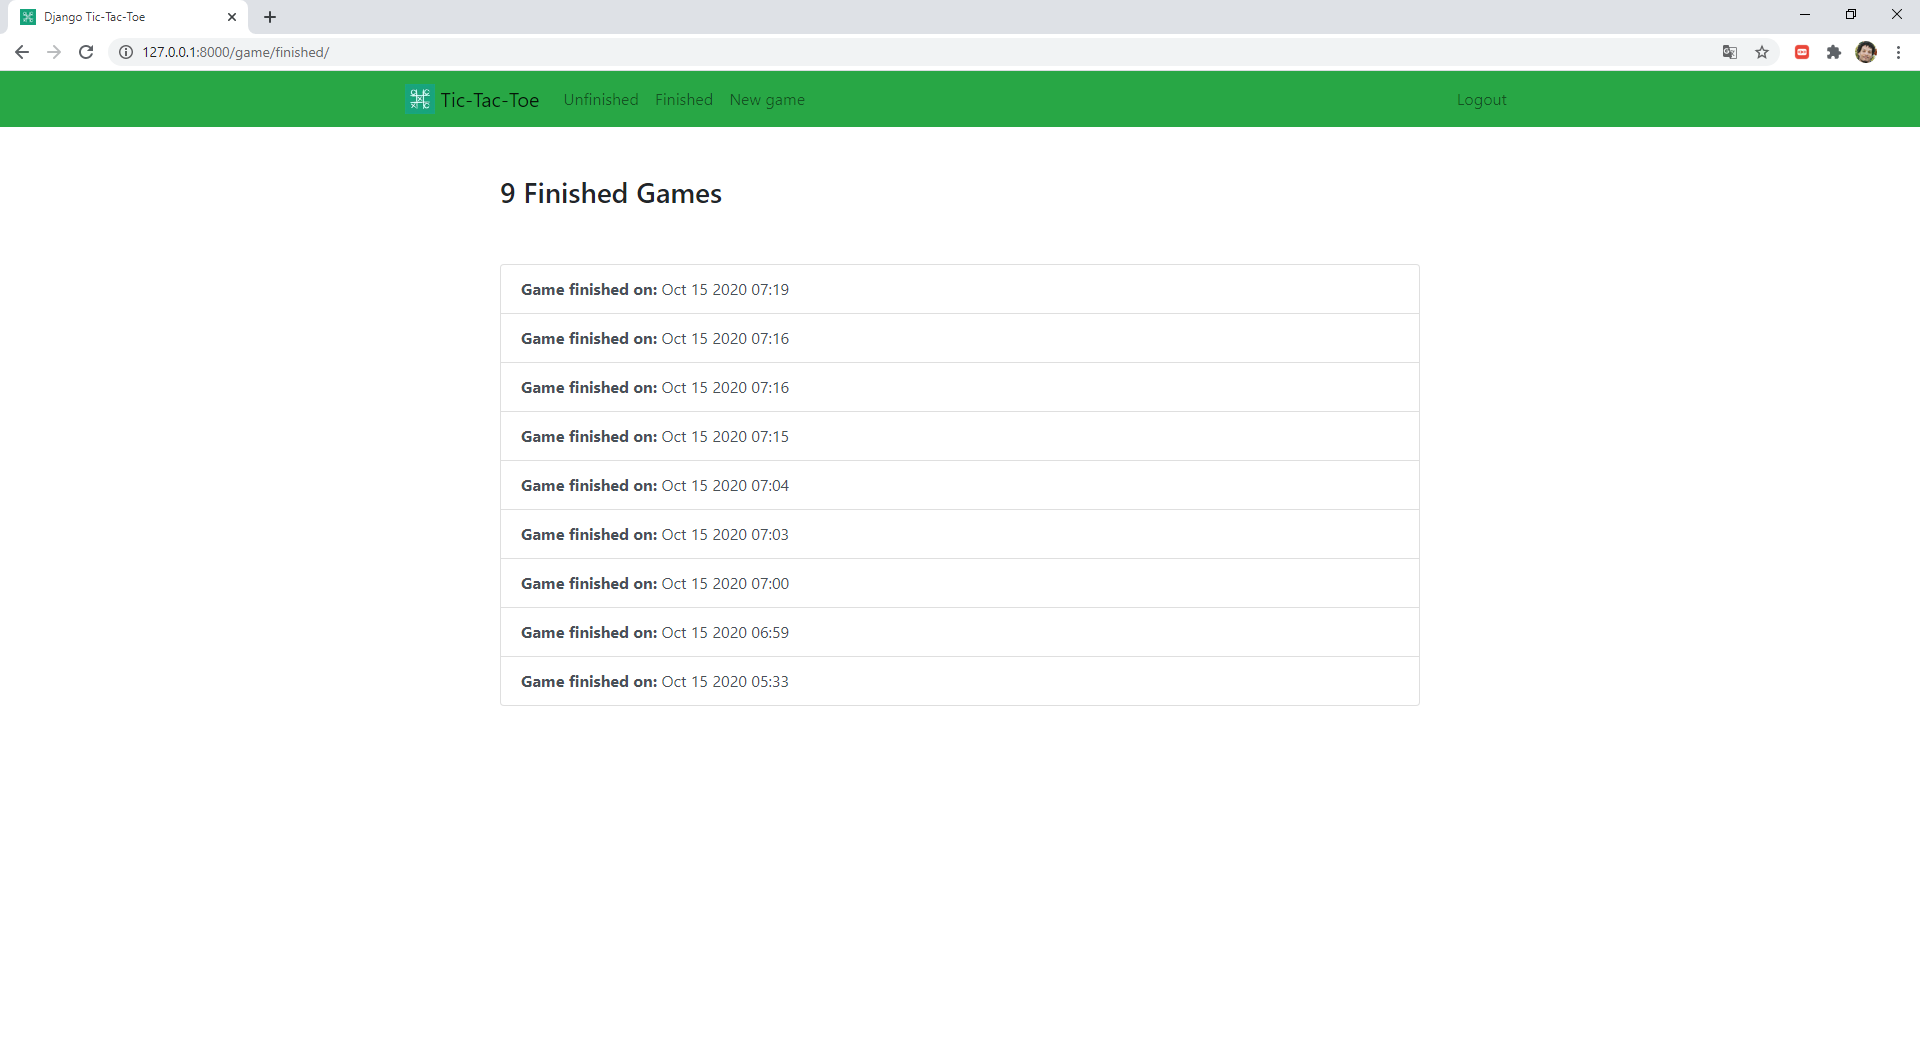 Django Tic-Tac-Toe
127.0.0.1:8000/game/finished/
Tic-Tac-Toe Unfinished Finished New game Logout
9 Finished Games
Game finished on: Oct 15 2020 07:19
Game finished on: Oct 15 2020 07:16
Game finished on: Oct 15 2020 07:16
Game finished on: Oct 15 2020 07:15
Game finished on: Oct 15 2020 07:04
Game finished on: Oct 15 2020 07:03
Game finished on: Oct 15 2020 07:00
Game finished on: Oct 15 2020 06:59
Game finished on: Oct 15 2020 05:33